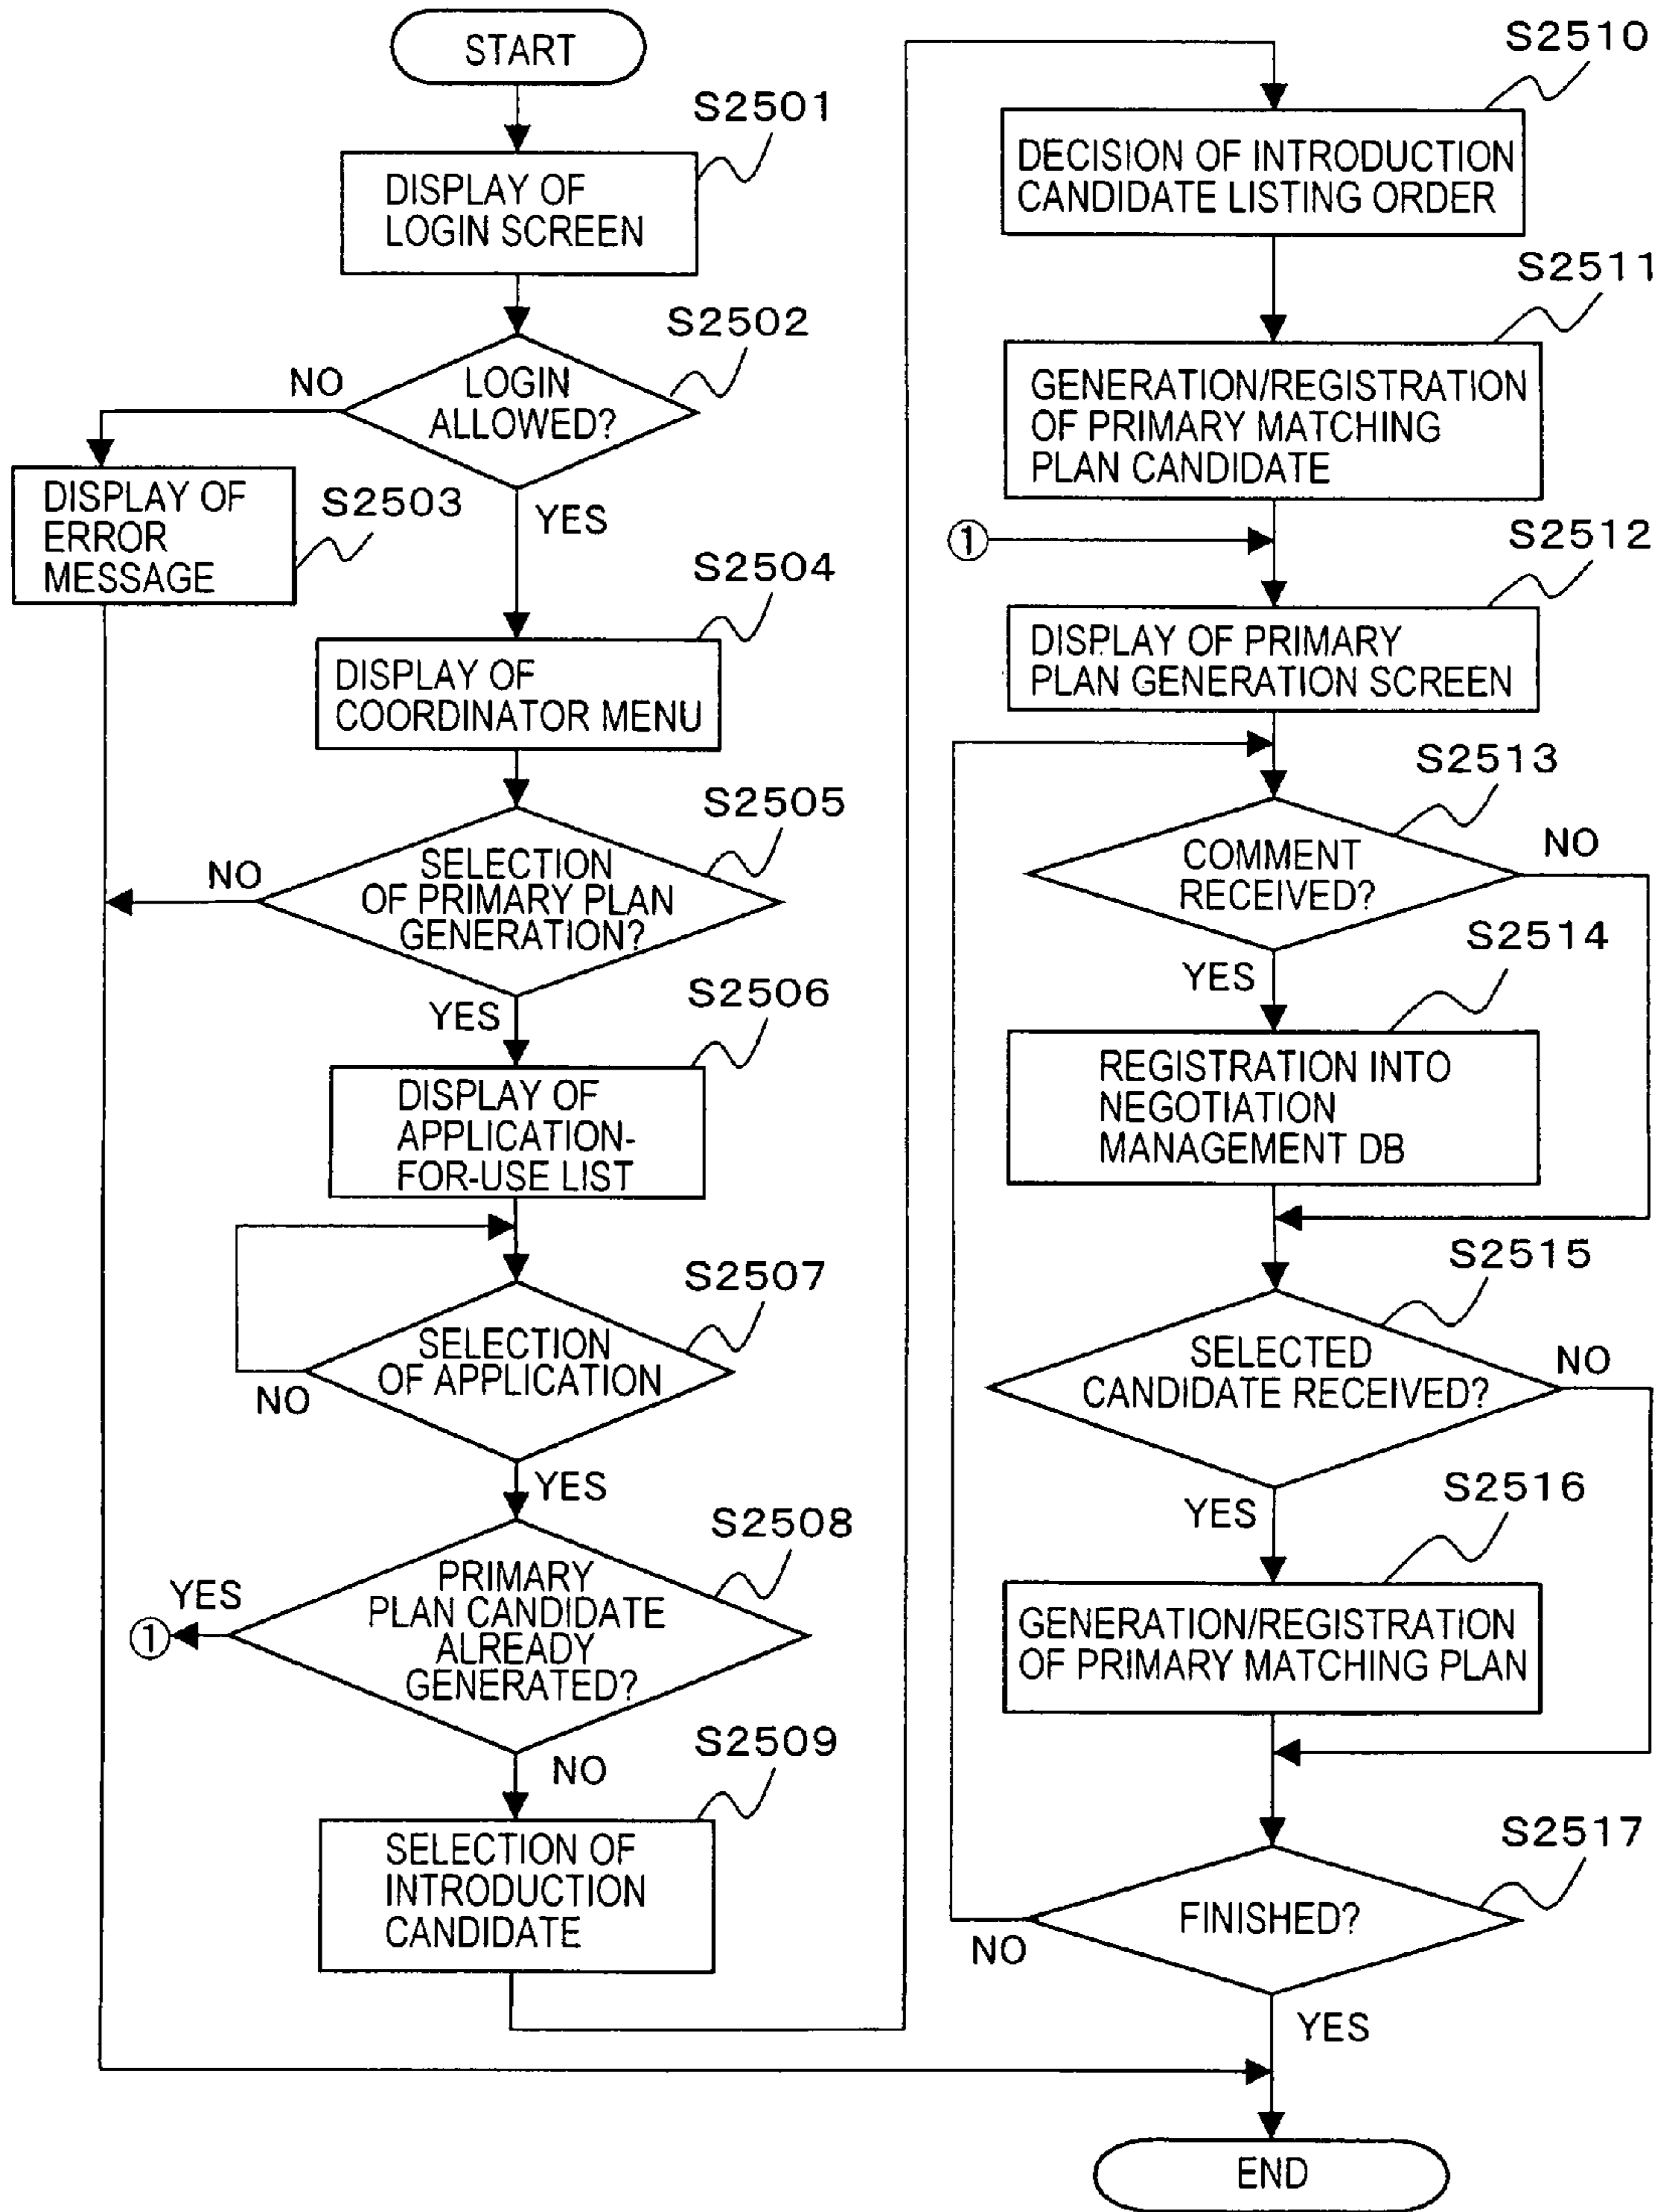 START
S2501
DISPLAY OF
LOGIN SCREEN
S2502
NO
LOGIN
ALLOWED?
YES
DISPLAY OF
ERROR
MESSAGE
S2503
S2504
DISPLAY OF
COORDINATOR MENU
S2505
NO
SELECTION
OF PRIMARY PLAN
GENERATION?
YES
S2506
DISPLAY OF
APPLICATION-
FOR-USE LIST
S2507
SELECTION
OF APPLICATION
NO
YES
S2508
YES
①
PRIMARY
PLAN CANDIDATE
ALREADY
GENERATED?
NO
S2509
SELECTION OF
INTRODUCTION
CANDIDATE
S2510
DECISION OF INTRODUCTION
CANDIDATE LISTING ORDER
S2511
GENERATION/REGISTRATION
OF PRIMARY MATCHING
PLAN CANDIDATE
①
S2512
DISPLAY OF PRIMARY
PLAN GENERATION SCREEN
S2513
COMMENT
RECEIVED?
NO
YES
S2514
REGISTRATION INTO
NEGOTIATION
MANAGEMENT DB
S2515
SELECTED
CANDIDATE RECEIVED?
NO
YES
S2516
GENERATION/REGISTRATION
OF PRIMARY MATCHING PLAN
S2517
FINISHED?
NO
YES
END